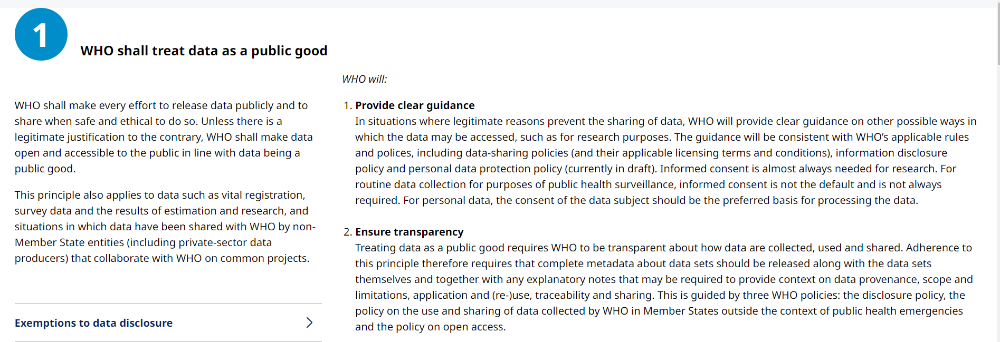 1
WHO shall treat data as a public good
WHO shall make every effort to release data publicly and to
share when safe and ethical to do so. Unless there is a
legitimate justification to the contrary, WHO shall make data
open and accessible to the public in line with data being a
public good.
This principle also applies to data such as vital registration,
survey data and the results of estimation and research, and
situations in which data have been shared with WHO by non-
Member State entities (including private-sector data
producers) that collaborate with WHO on common projects.
Exemptions to data disclosure
WHO will:
1. Provide clear guidance
In situations where legitimate reasons prevent the sharing of data, WHO will provide clear guidance on other possible ways in
which the data may be accessed, such as for research purposes. The guidance will be consistent with WHO’s applicable rules
and polices, including data-sharing policies (and their applicable licensing terms and conditions), information disclosure
policy and personal data protection policy (currently in draft). Informed consent is almost always needed for research. For
routine data collection for purposes of public health surveillance, informed consent is not the default and is not always
required. For personal data, the consent of the data subject should be the preferred basis for processing the data.
2. Ensure transparency
Treating data as a public good requires WHO to be transparent about how data are collected, used and shared. Adherence to
this principle therefore requires that complete metadata about data sets should be released along with the data sets
themselves and together with any explanatory notes that may be required to provide context on data provenance, scope and
limitations, application and (re-)use, traceability and sharing. This is guided by three WHO policies: the disclosure policy, the
policy on the use and sharing of data collected by WHO in Member States outside the context of public health emergencies
and the policy on open access.